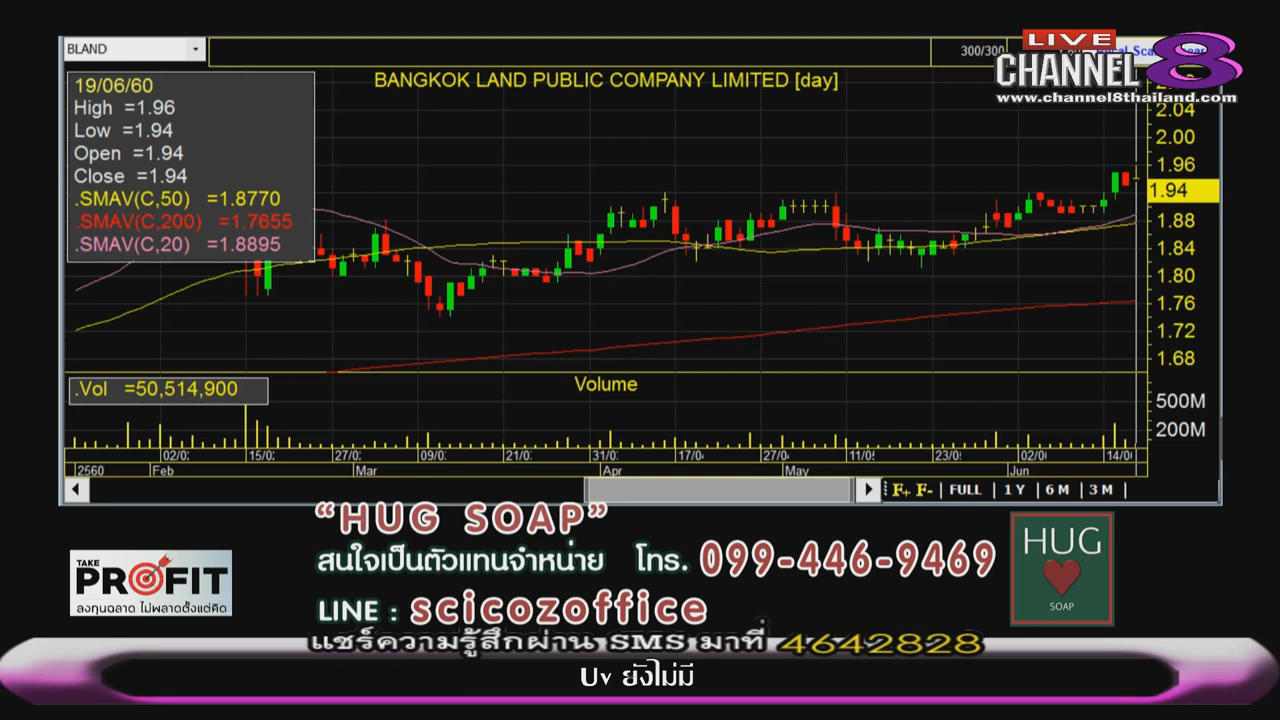 BLAND
300/300
LIVE
CHANNEL 8
www.channel8thailand.com
BANGKOK LAND PUBLIC COMPANY LIMITED [day]
19/06/60
High =1.96
Low =1.94
Open =1.94
Close =1.94
.SMAV(C,50) =1.8770
.SMAV(C,200) =1.7655
.SMAV(C,20) =1.8895
2.04
2.00
1.96
1.94
1.88
1.84
1.80
1.76
1.72
1.68
.Vol =50,514,900
Volume
500M
200M
02/0 15/0 27/0 09/0 21/0 31/0 17/0 27/0 11/0 23/0 02/0 14/0
2560 Feb Mar Apr May Jun
F+ F- | FULL | 1 Y | 6 M | 3 M |
"HUG SOAP"
สนใจเป็นตัวแทนจำหน่าย โทร. 099-446-9469
LINE : scicozoffice
HUG
SOAP
TAKE
PROFIT
ลงทุนฉลาด ไม่พลาดตั้งแต่คิด
แชร์ความรู้สึกผ่าน SMS มาที่ 4642828
Uv ยังไม่มี